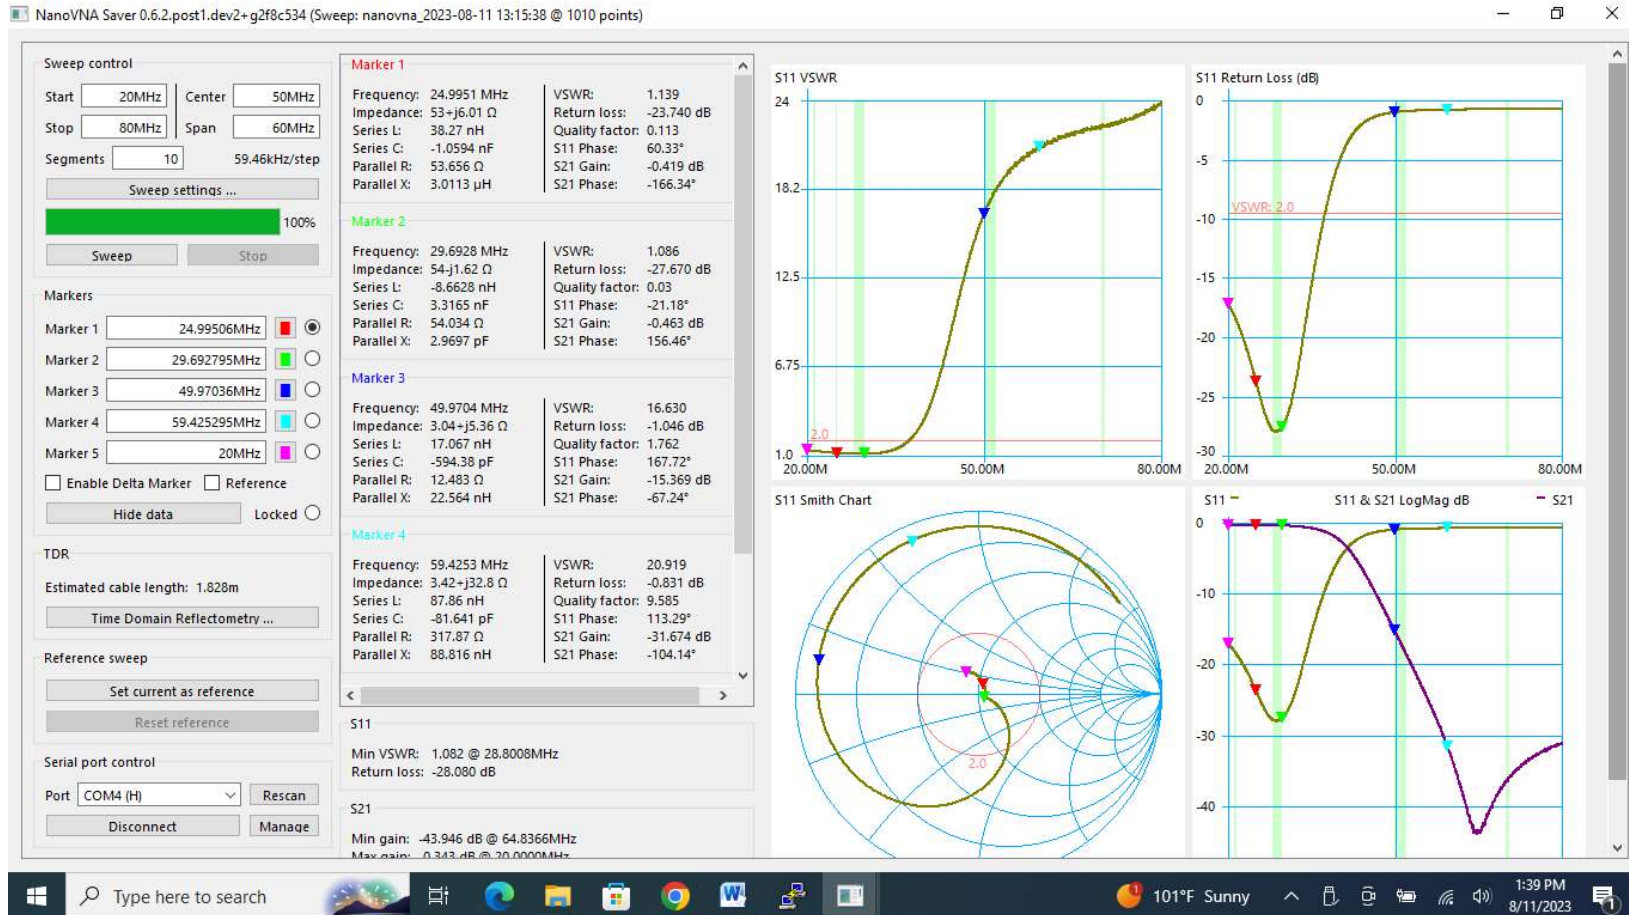 NanoVNA Saver 0.6.2.post1.dev2+g2f8c534 (Sweep: nanovna_2023-08-11 13:15:38 @ 1010 points)
Sweep control
Start 20MHz Center 50MHz
Stop 80MHz Span 60MHz
Segments 10 59.46kHz/step
Sweep settings ...
100%
Sweep Stop
Markers
Marker 1 24.99506MHz
Marker 2 29.692795MHz
Marker 3 49.97036MHz
Marker 4 59.425295MHz
Marker 5 20MHz
Enable Delta Marker Reference
Hide data Locked
TDR
Estimated cable length: 1.828m
Time Domain Reflectometry ...
Reference sweep
Set current as reference
Reset reference
Serial port control
Port COM4 (H) Rescan
Disconnect Manage
Marker 1
Frequency: 24.9951 MHz VSWR: 1.139
Impedance: 53+j6.01 Ω Return loss: -23.740 dB
Series L: 38.27 nH Quality factor: 0.113
Series C: -1.0594 nF S11 Phase: 60.33°
Parallel R: 53.656 Ω S21 Gain: -0.419 dB
Parallel X: 3.0113 μH S21 Phase: -166.34°
Marker 2
Frequency: 29.6928 MHz VSWR: 1.086
Impedance: 54-j1.62 Ω Return loss: -27.670 dB
Series L: -8.6628 nH Quality factor: 0.03
Series C: 3.3165 nF S11 Phase: -21.18°
Parallel R: 54.034 Ω S21 Gain: -0.463 dB
Parallel X: 2.9697 pF S21 Phase: 156.46°
Marker 3
Frequency: 49.9704 MHz VSWR: 16.630
Impedance: 3.04+j5.36 Ω Return loss: -1.046 dB
Series L: 17.067 nH Quality factor: 1.762
Series C: -594.38 pF S11 Phase: 167.72°
Parallel R: 12.483 Ω S21 Gain: -15.369 dB
Parallel X: 22.564 nH S21 Phase: -67.24°
Marker 4
Frequency: 59.4253 MHz VSWR: 20.919
Impedance: 3.42+j32.8 Ω Return loss: -0.831 dB
Series L: 87.86 nH Quality factor: 9.585
Series C: -81.641 pF S11 Phase: 113.29°
Parallel R: 317.87 Ω S21 Gain: -31.674 dB
Parallel X: 88.816 nH S21 Phase: -104.14°
S11
Min VSWR: 1.082 @ 28.8008MHz
Return loss: -28.080 dB
S21
Min gain: -43.946 dB @ 64.8366MHz
Max gain: -0.343 dB @ 20.0000MHz
S11 VSWR
24
18.2
12.5
6.75
2.0
1.0
20.00M 50.00M 80.00M
S11 Return Loss (dB)
0
-5
VSWR: 2.0
-10
-15
-20
-25
-30
20.00M 50.00M 80.00M
S11 Smith Chart
2.0
S11 S11 & S21 LogMag dB S21
0
-10
-20
-30
-40
Type here to search
W
101°F Sunny
1:39 PM
8/11/2023
1
1